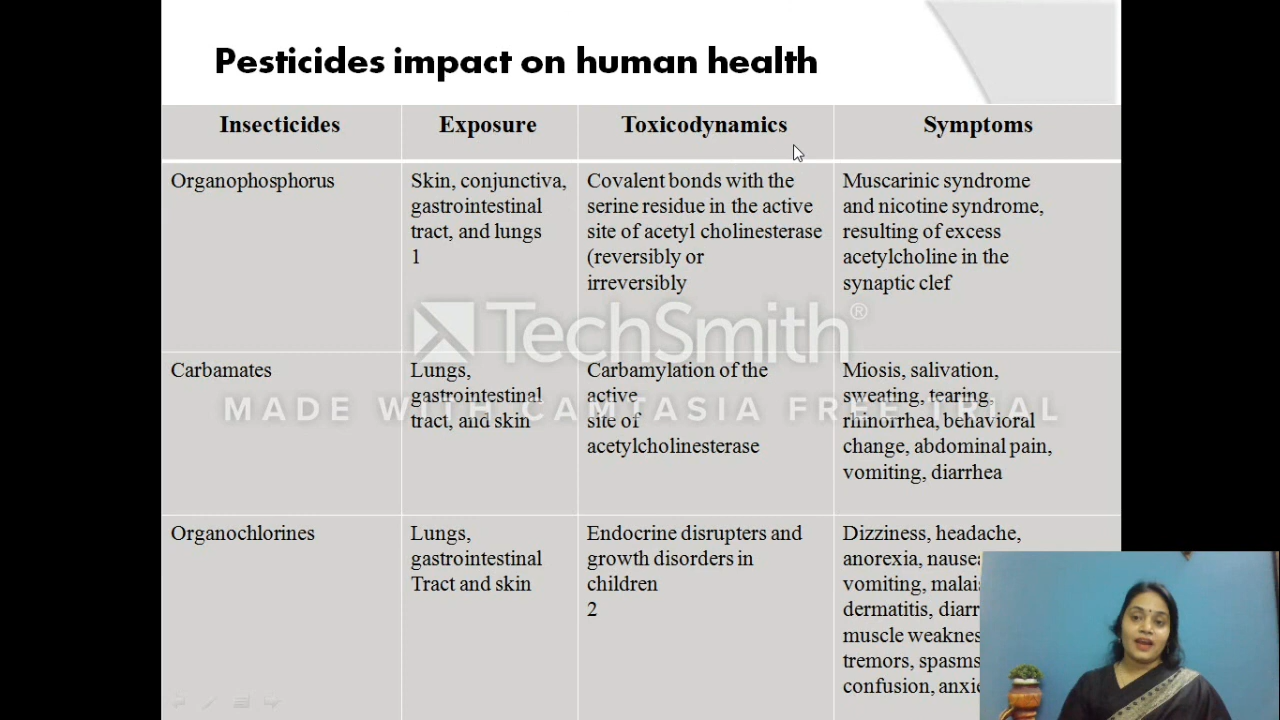 Pesticides impact on human health
Insecticides Exposure Toxicodynamics Symptoms
Organophosphorus
Skin, conjunctiva,
gastrointestinal
tract, and lungs
1
Covalent bonds with the
serine residue in the active
site of acetyl cholinesterase
(reversibly or
irreversibly
Muscarinic syndrome
and nicotine syndrome,
resulting of excess
acetylcholine in the
synaptic clef
TechSmith®
MADE WITH CAMTASIA FREE TRIAL
Carbamates
Lungs,
gastrointestinal
tract, and skin
Carbamylation of the
active
site of
acetylcholinesterase
Miosis, salivation,
sweating, tearing,
rhinorrhea, behavioral
change, abdominal pain,
vomiting, diarrhea
Organochlorines
Lungs,
gastrointestinal
Tract and skin
Endocrine disrupters and
growth disorders in
children
2
Dizziness, headache,
anorexia,
vomiting,
dermatitis,
muscle
tremors, spasms
confusion,